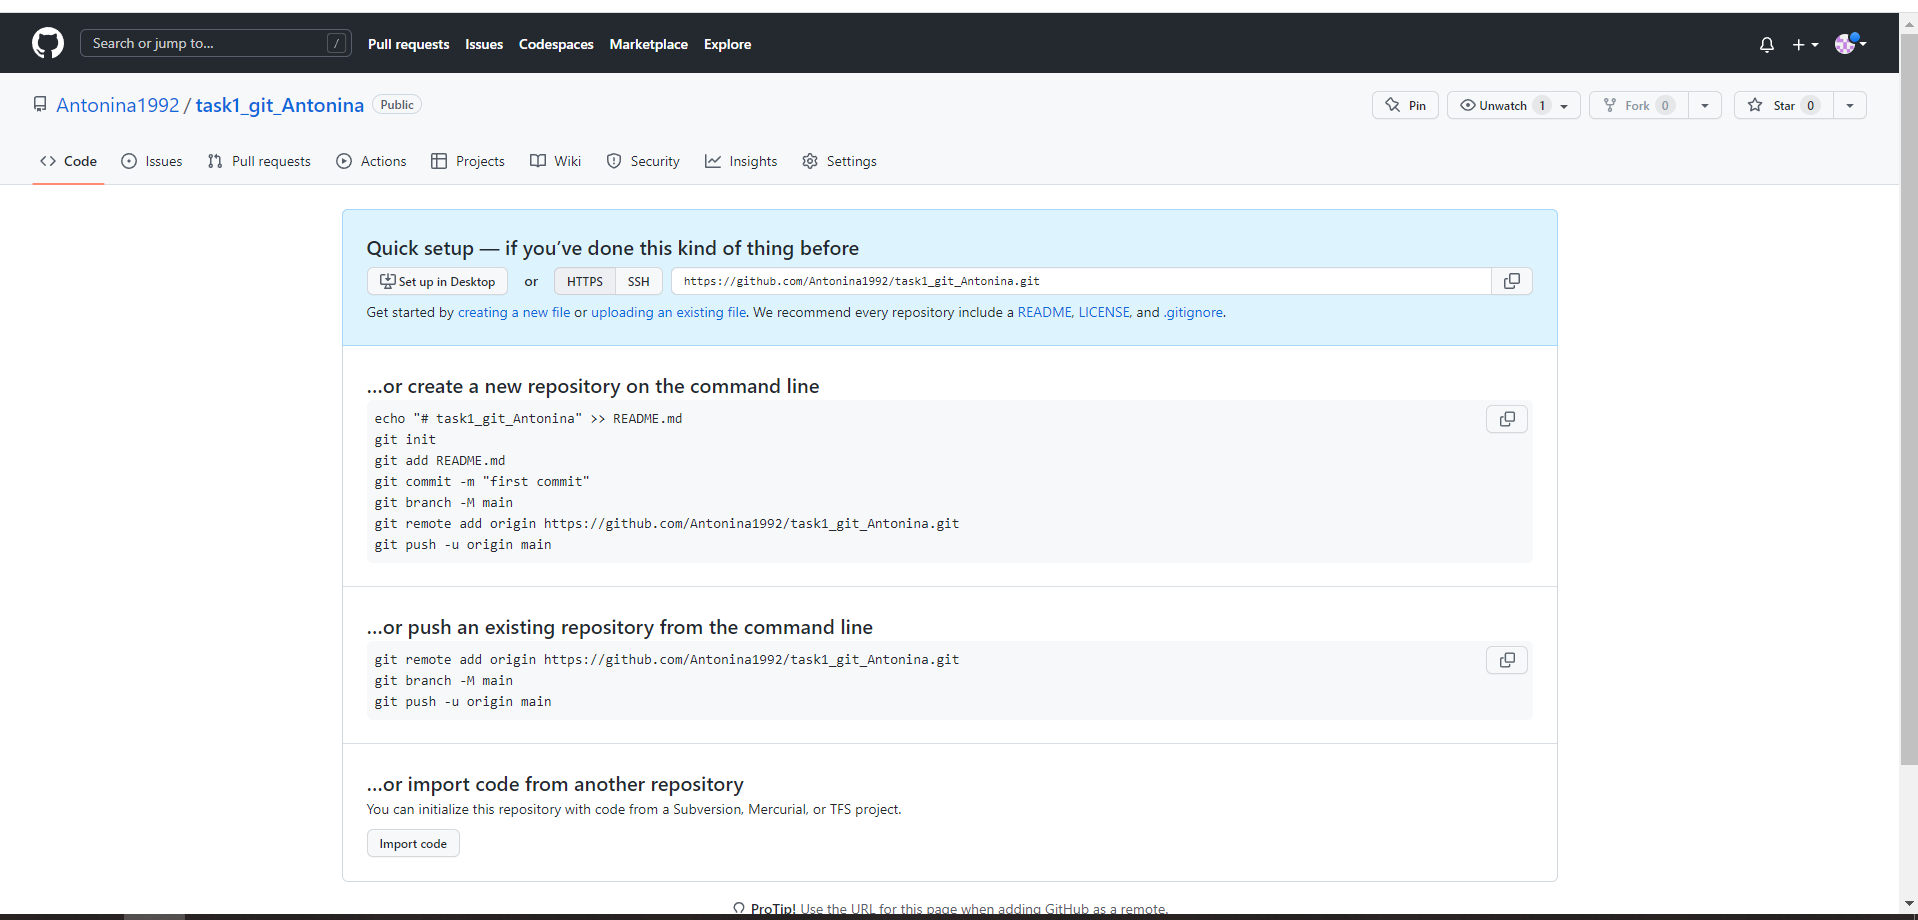 Search or jump to... /
Pull requests Issues Codespaces Marketplace Explore
Antonina1992 / task1_git_Antonina Public
Pin Unwatch 1 Fork 0 Star 0
Code Issues Pull requests Actions Projects Wiki Security Insights Settings
Quick setup — if you’ve done this kind of thing before
Set up in Desktop or HTTPS SSH https://github.com/Antonina1992/task1_git_Antonina.git
Get started by creating a new file or uploading an existing file. We recommend every repository include a README, LICENSE, and .gitignore.
…or create a new repository on the command line
echo "# task1_git_Antonina" >> README.md
git init
git add README.md
git commit -m "first commit"
git branch -M main
git remote add origin https://github.com/Antonina1992/task1_git_Antonina.git
git push -u origin main
…or push an existing repository from the command line
git remote add origin https://github.com/Antonina1992/task1_git_Antonina.git
git branch -M main
git push -u origin main
…or import code from another repository
You can initialize this repository with code from a Subversion, Mercurial, or TFS project.
Import code
ProTip! Use the URL for this page when adding GitHub as a remote.